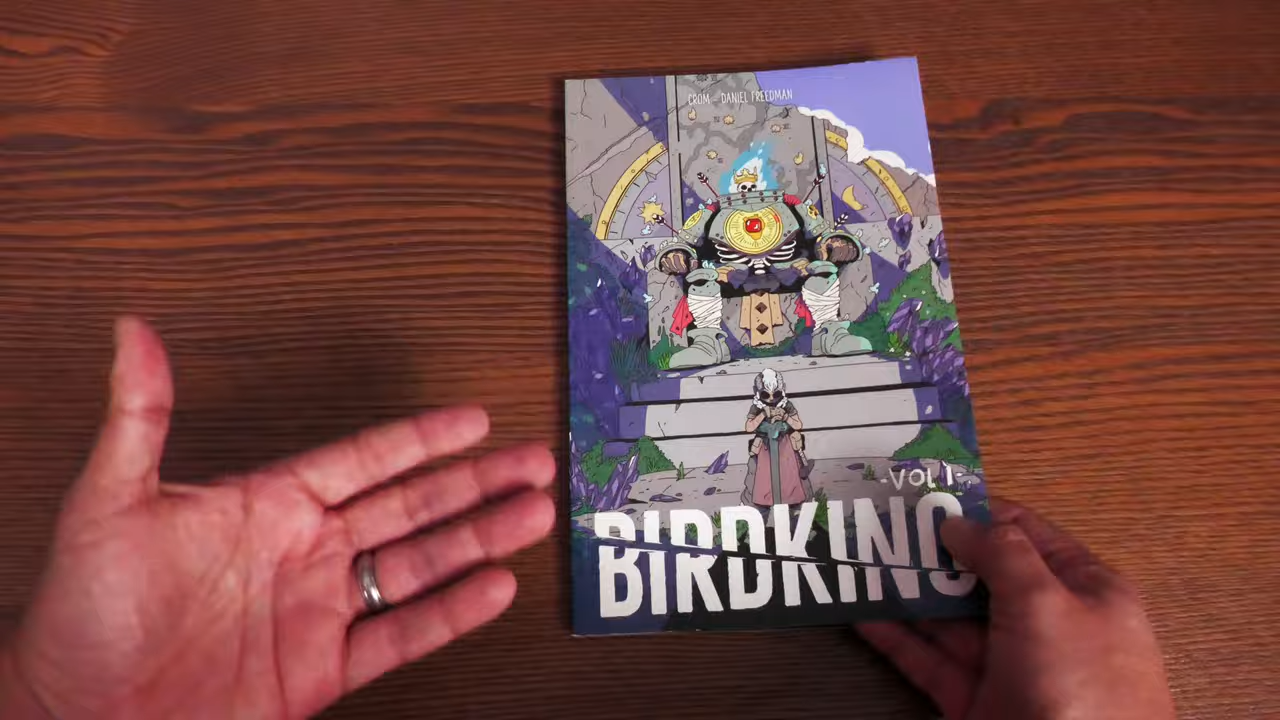 CROM – DANIEL FREEDMAN
-VOL 1-
BIRDKING